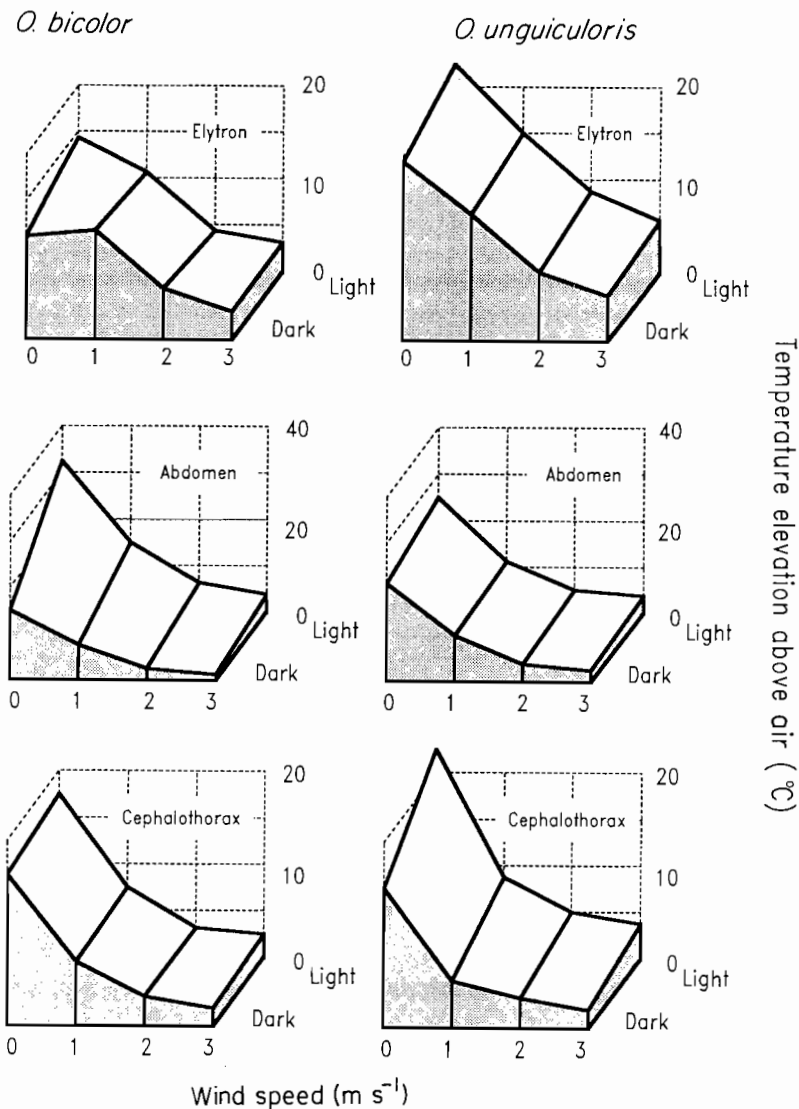 O. bicolor
O. unguicularis
20
Elytron
10
0
Light
Dark
0 1 2 3
20
Elytron
10
0
Light
Dark
0 1 2 3
40
Abdomen
20
0
Light
Dark
0 1 2 3
40
Abdomen
20
0
Light
Dark
0 1 2 3
20
Cephalothorax
10
0
Light
Dark
0 1 2 3
20
Cephalothorax
10
0
Light
Dark
0 1 2 3
Wind speed (m s⁻¹)
Temperature elevation above air (°C)